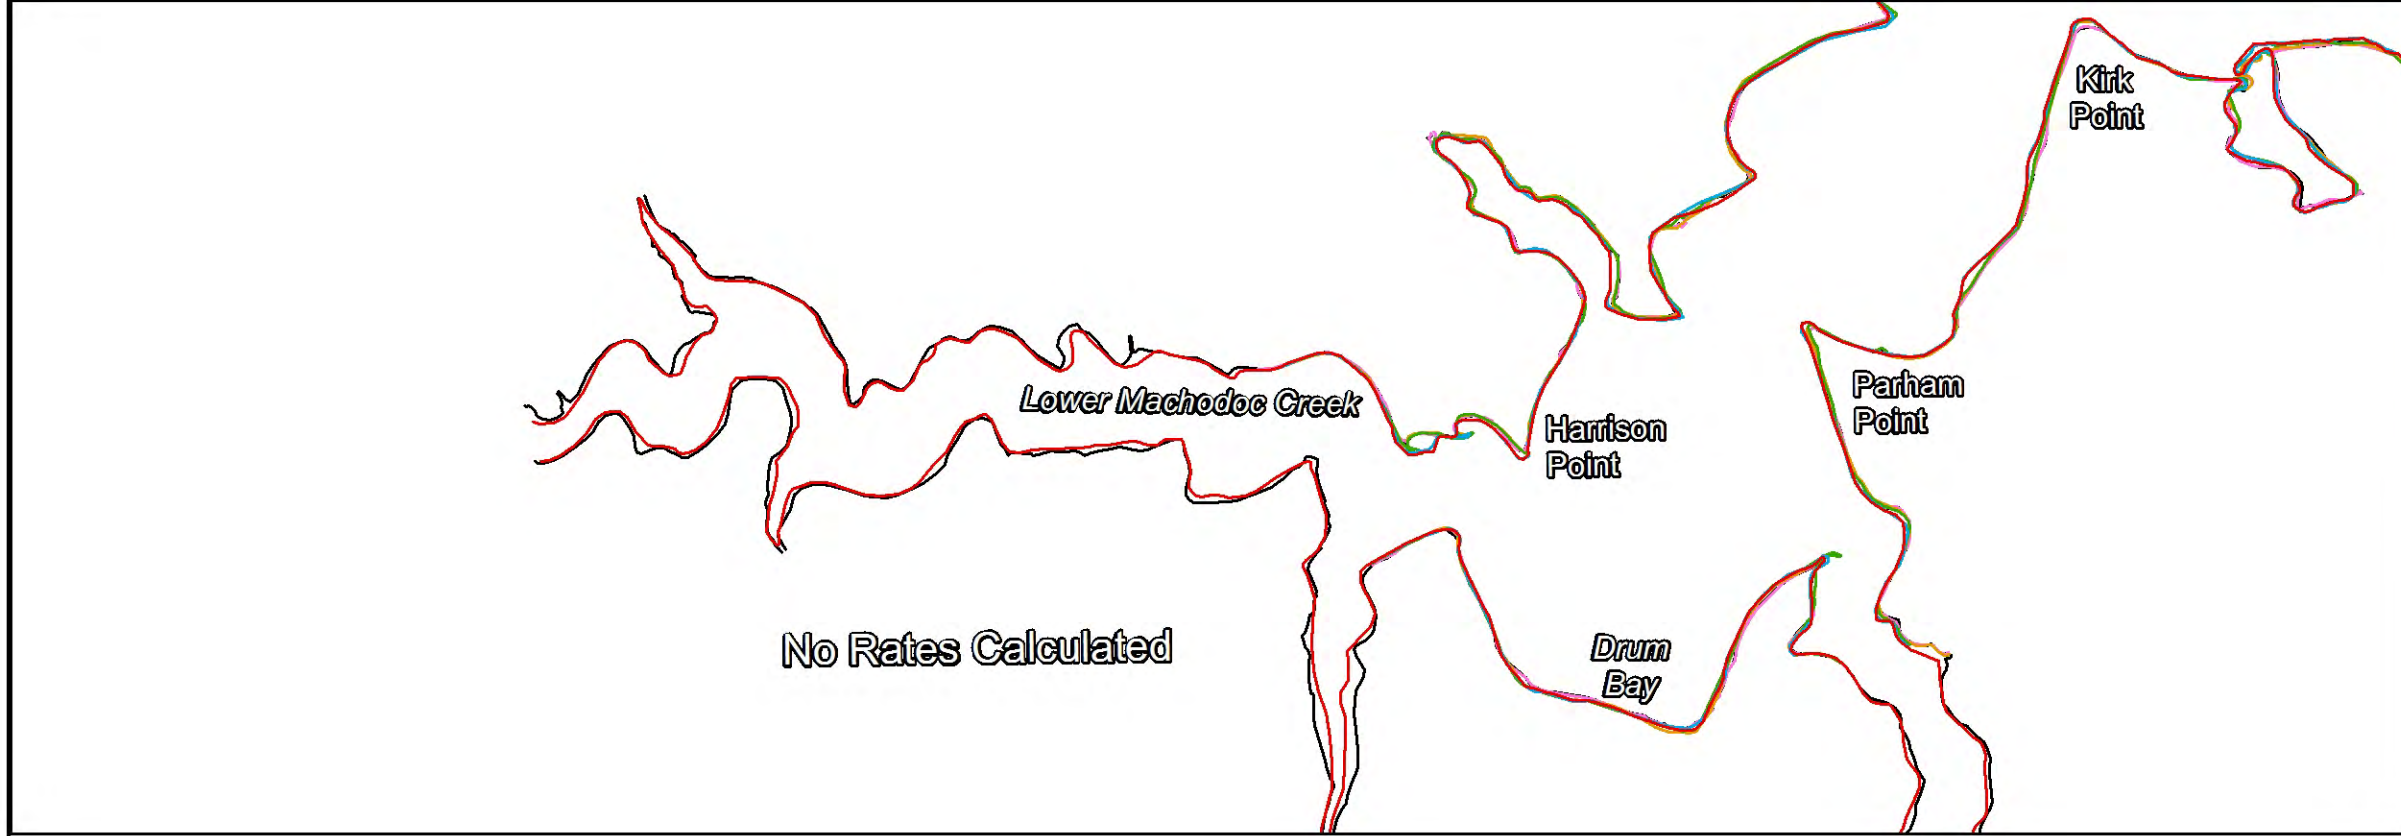 Kirk
Point
Lower Machodoc Creek
Parham
Point
Harrison
Point
No Rates Calculated
Drum
Bay